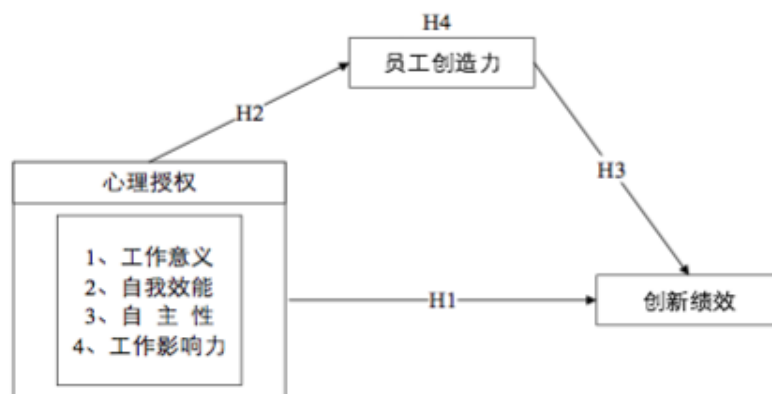 H4
员工创造力
H2
H3
心理授权
1、工作意义
2、自我效能
3、自 主 性
4、工作影响力
H1
创新绩效